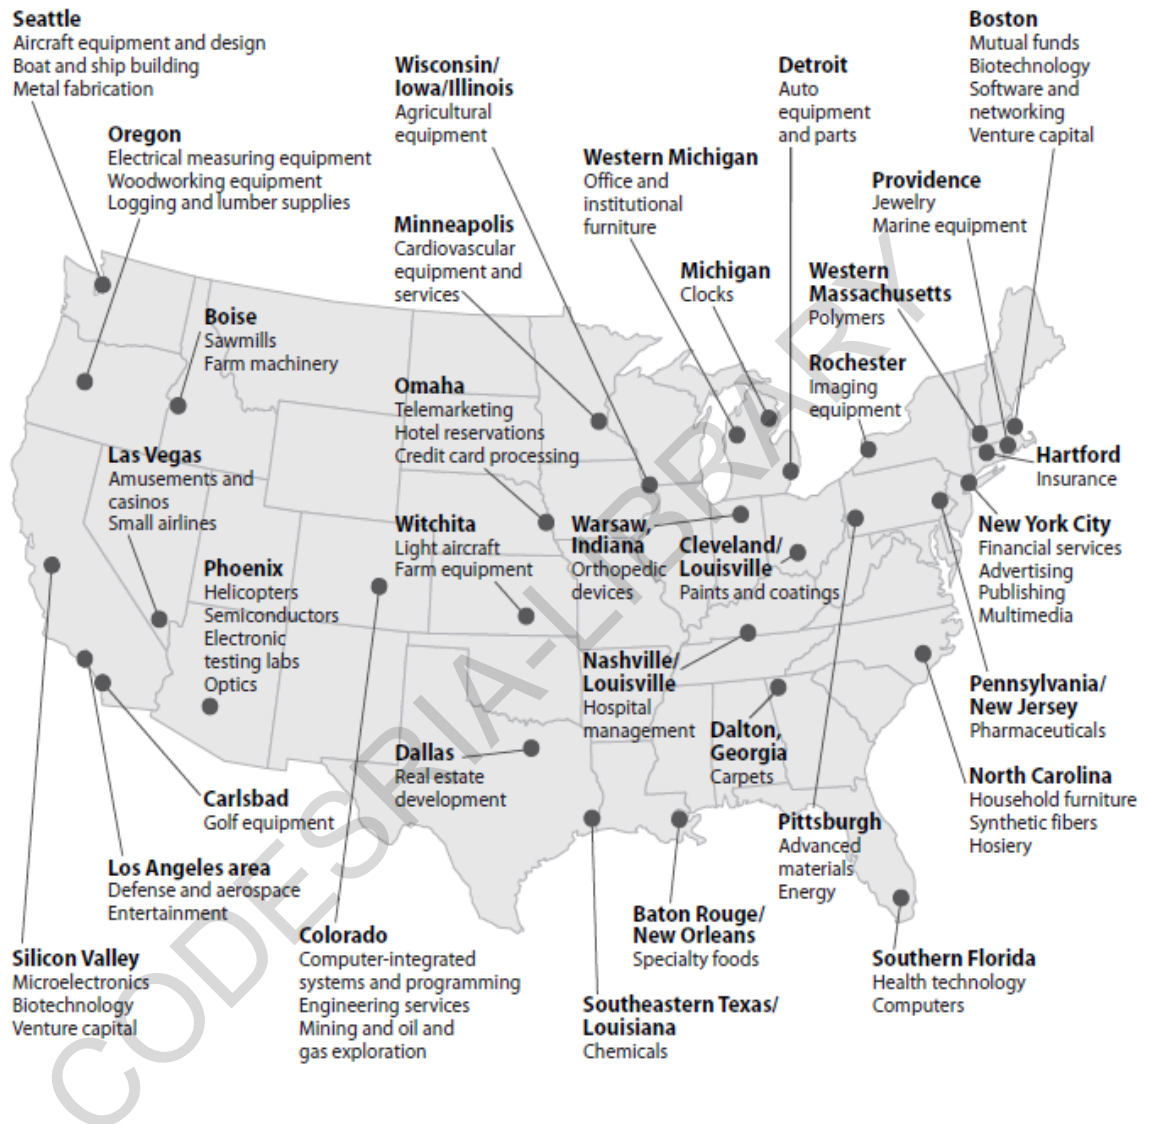 Seattle
Aircraft equipment and design
Boat and ship building
Metal fabrication
Oregon
Electrical measuring equipment
Woodworking equipment
Logging and lumber supplies
Wisconsin/
Iowa/Illinois
Agricultural
equipment
Minneapolis
Cardiovascular
equipment and
services
Western Michigan
Office and
institutional
furniture
Michigan
Clocks
Detroit
Auto
equipment
and parts
Boston
Mutual funds
Biotechnology
Software and
networking
Venture capital
Providence
Jewelry
Marine equipment
Western
Massachusetts
Polymers
Rochester
Imaging
equipment
Boise
Sawmills
Farm machinery
Omaha
Telemarketing
Hotel reservations
Credit card processing
Las Vegas
Amusements and
casinos
Small airlines
Witchita
Light aircraft
Farm equipment
Warsaw,
Indiana
Orthopedic
devices
Cleveland/
Louisville
Paints and coatings
Hartford
Insurance
New York City
Financial services
Advertising
Publishing
Multimedia
Phoenix
Helicopters
Semiconductors
Electronic
testing labs
Optics
Nashville/
Louisville
Hospital
management
Dalton,
Georgia
Carpets
Pennsylvania/
New Jersey
Pharmaceuticals
Dallas
Real estate
development
North Carolina
Household furniture
Synthetic fibers
Hosiery
Carlsbad
Golf equipment
Pittsburgh
Advanced
materials
Energy
Los Angeles area
Defense and aerospace
Entertainment
Silicon Valley
Microelectronics
Biotechnology
Venture capital
Colorado
Computer-integrated
systems and programming
Engineering services
Mining and oil and
gas exploration
Baton Rouge/
New Orleans
Specialty foods
Southeastern Texas/
Louisiana
Chemicals
Southern Florida
Health technology
Computers
CODESRIA-LIBRARY